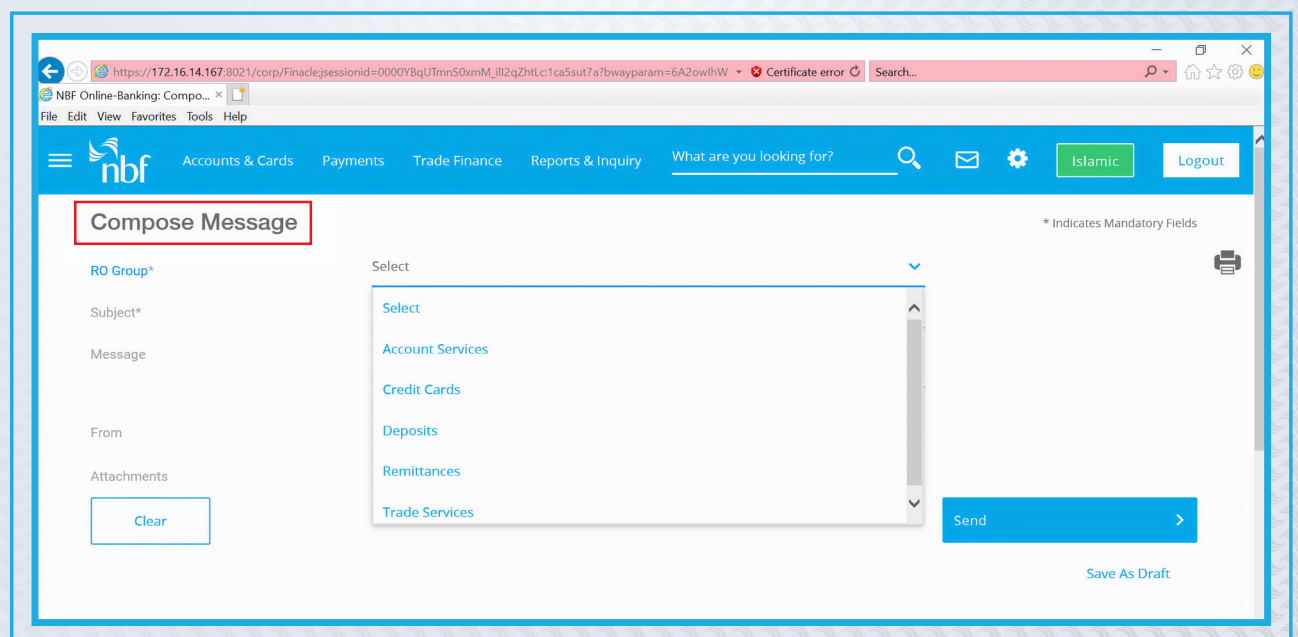 https://172.16.14.167:8021/corp/Finacle;jsessionid=0000YBqUTmnS0xmM_ill2qZhtLc:1ca5sut7a?bwayparam=6A2owIhW Certificate error Search...
NBF Online-Banking: Compo...
File Edit View Favorites Tools Help
nbf Accounts & Cards Payments Trade Finance Reports & Inquiry What are you looking for? Islamic Logout
Compose Message
* Indicates Mandatory Fields
RO Group* Select
Select
Subject*
Account Services
Message
Credit Cards
Deposits
From
Remittances
Attachments
Trade Services
Clear
Send
Save As Draft